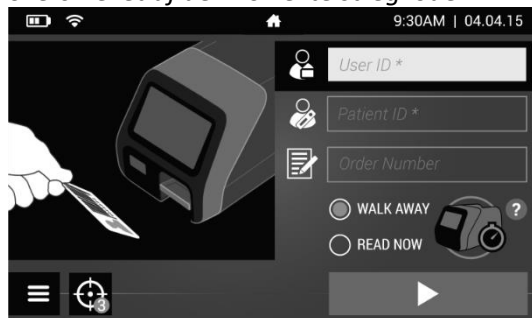 9:30AM | 04.04.15
User ID *
Patient ID *
Order Number
WALK AWAY
?
READ NOW
3